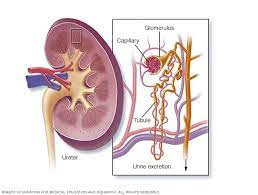 Glomerulus
Capillary
Tubule
Ureter
Urine excretion